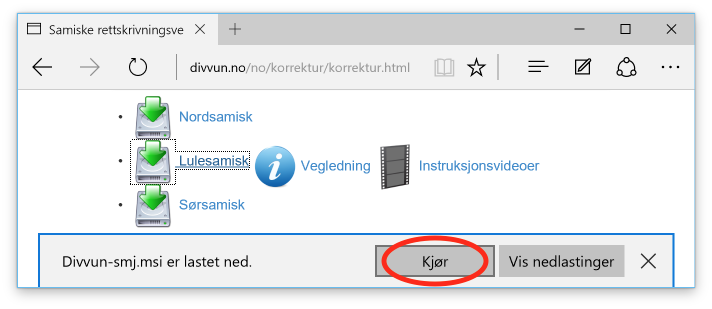 Samiske rettskrivningsve
divvun.no/no/korrektur/korrektur.html
Nordsamisk
Lulesamisk Vegledning Instruksjonsvideoer
Sørsamisk
Divvun-smj.msi er lastet ned. Kjør Vis nedlastinger